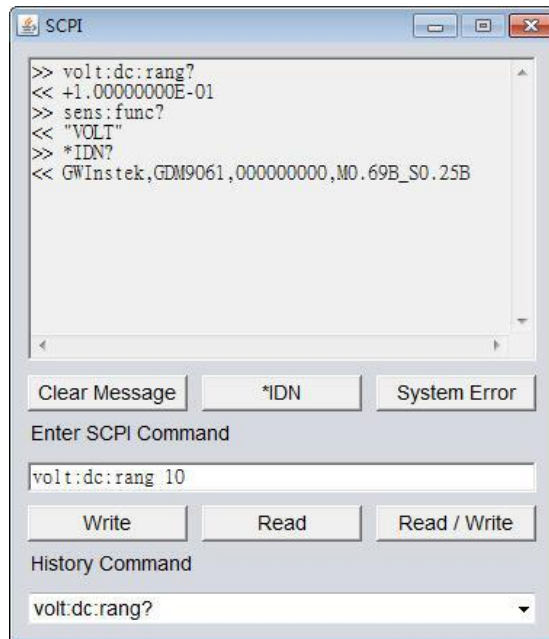 SCPI
>> volt:dc:rang?
<< +1.00000000E-01
>> sens:func?
<< "VOLT"
>> *IDN?
<< GWInstek,GDM9061,000000000,M0.69B_S0.25B
Clear Message *IDN System Error
Enter SCPI Command
volt:dc:rang 10
Write Read Read / Write
History Command
volt:dc:rang?